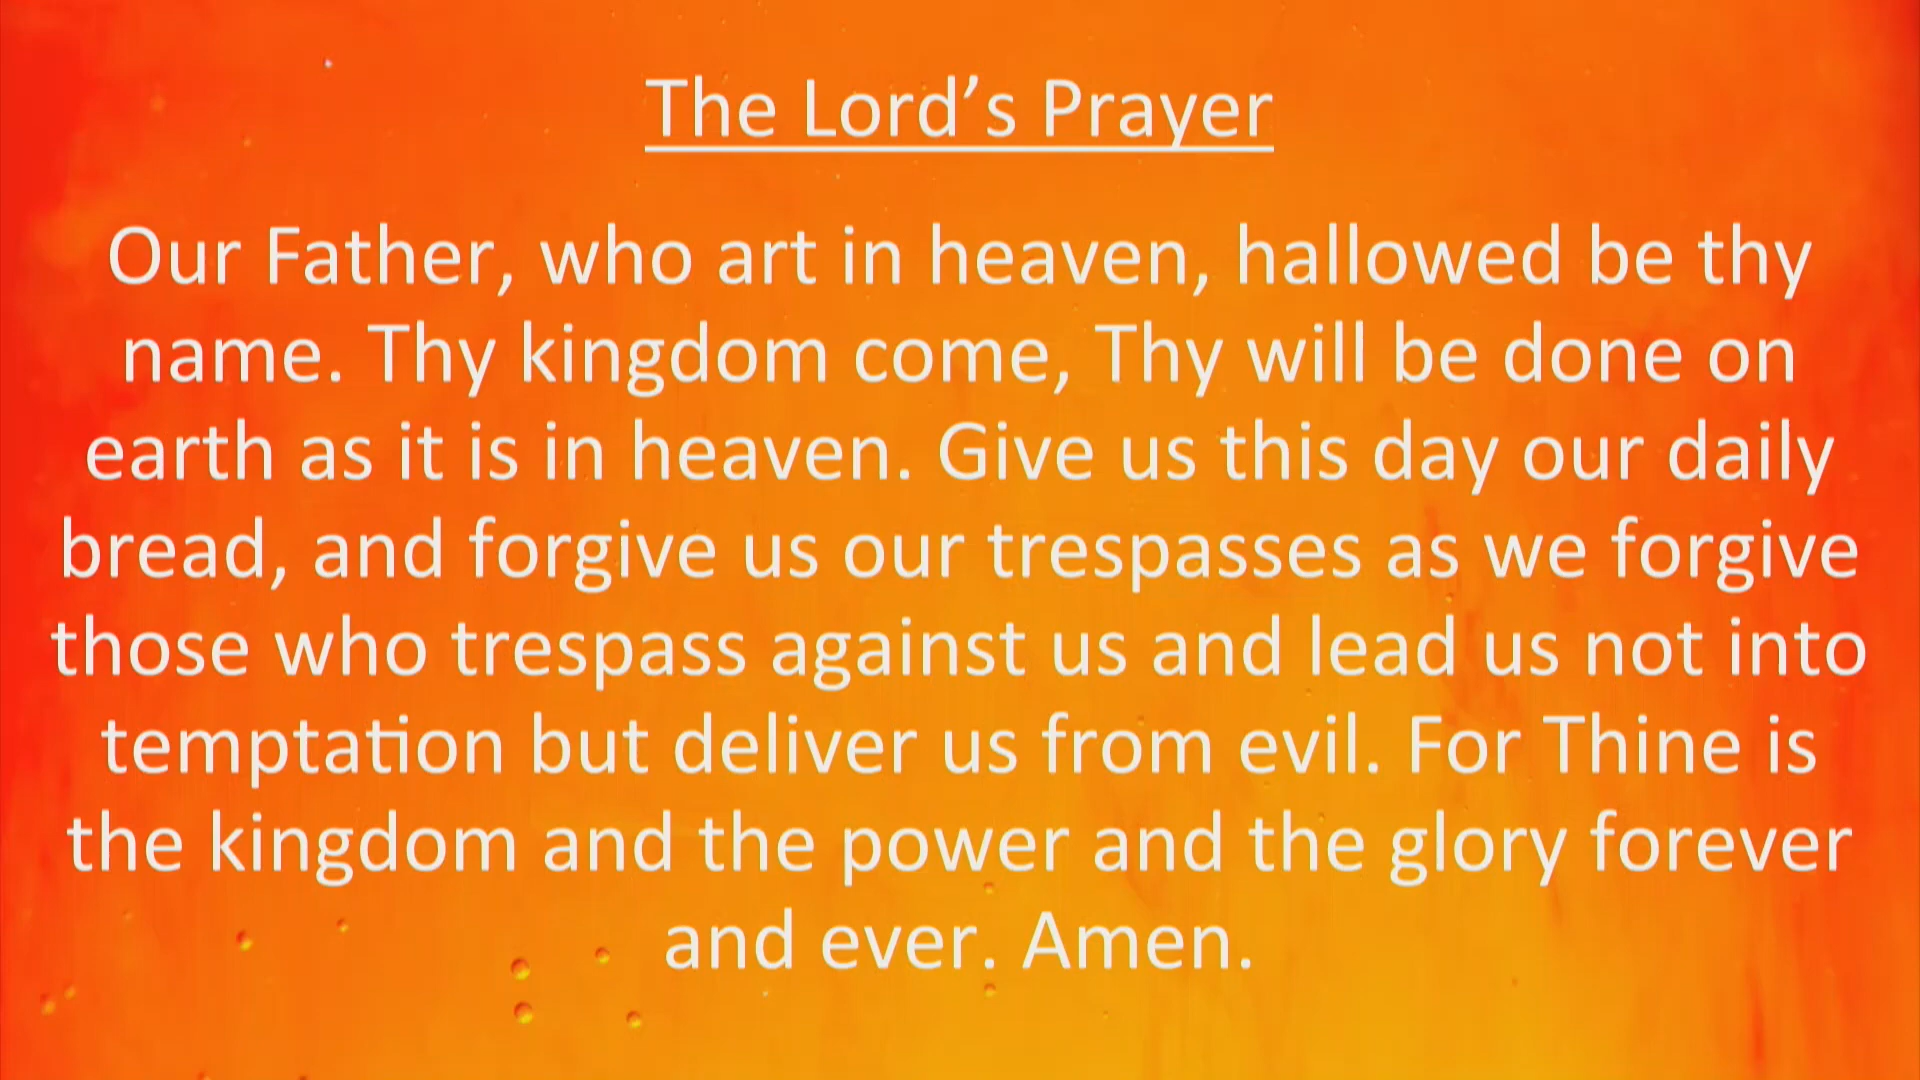 The Lord’s Prayer
Our Father, who art in heaven, hallowed be thy
name. Thy kingdom come, Thy will be done on
earth as it is in heaven. Give us this day our daily
bread, and forgive us our trespasses as we forgive
those who trespass against us and lead us not into
temptation but deliver us from evil. For Thine is
the kingdom and the power and the glory forever
and ever. Amen.